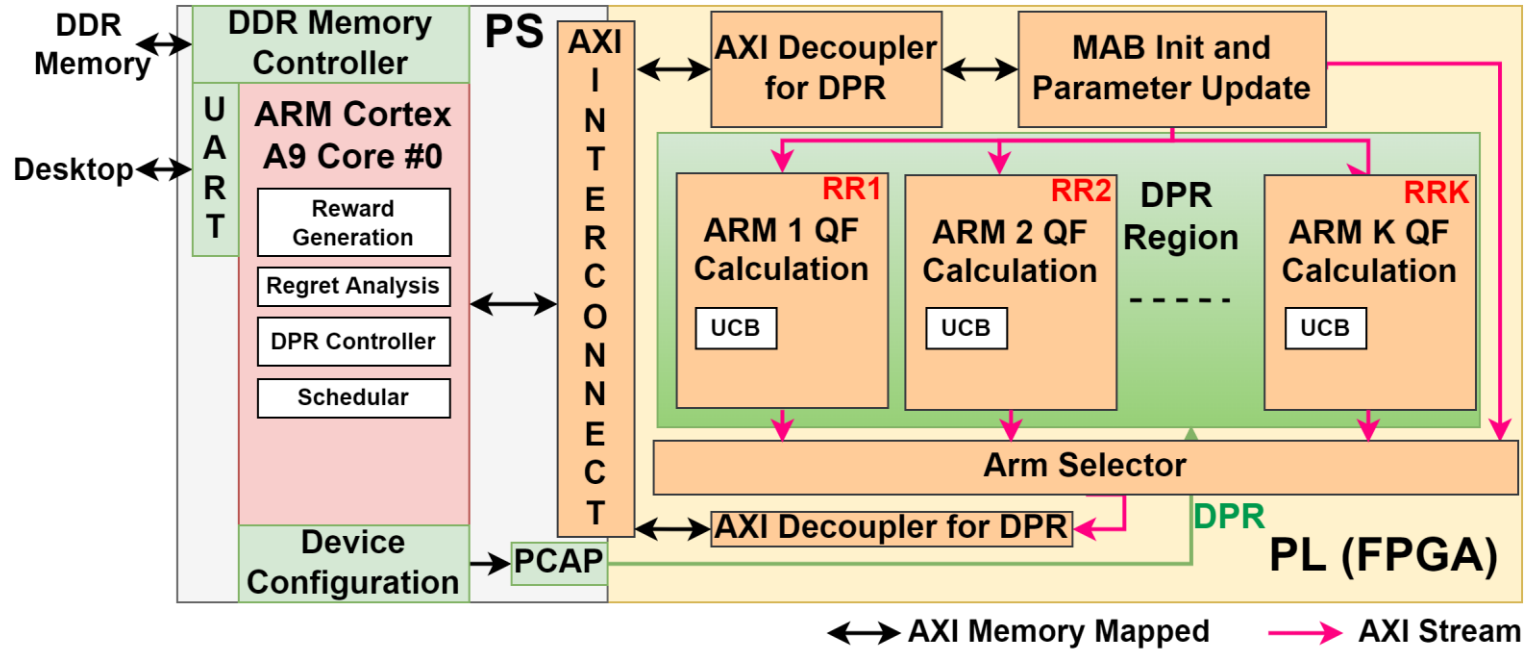 DDR
Memory
DDR Memory
Controller
PS
UART
Desktop
ARM Cortex
A9 Core #0
Reward
Generation
Regret Analysis
DPR Controller
Schedular
Device
Configuration
PCAP
AXI
INTERCONNECT
AXI Decoupler
for DPR
MAB Init and
Parameter Update
RR1
ARM 1 QF
Calculation
UCB
RR2
ARM 2 QF
Calculation
UCB
DPR
Region
-----
RRK
ARM K QF
Calculation
UCB
Arm Selector
AXI Decoupler for DPR
DPR
PL (FPGA)
AXI Memory Mapped
AXI Stream